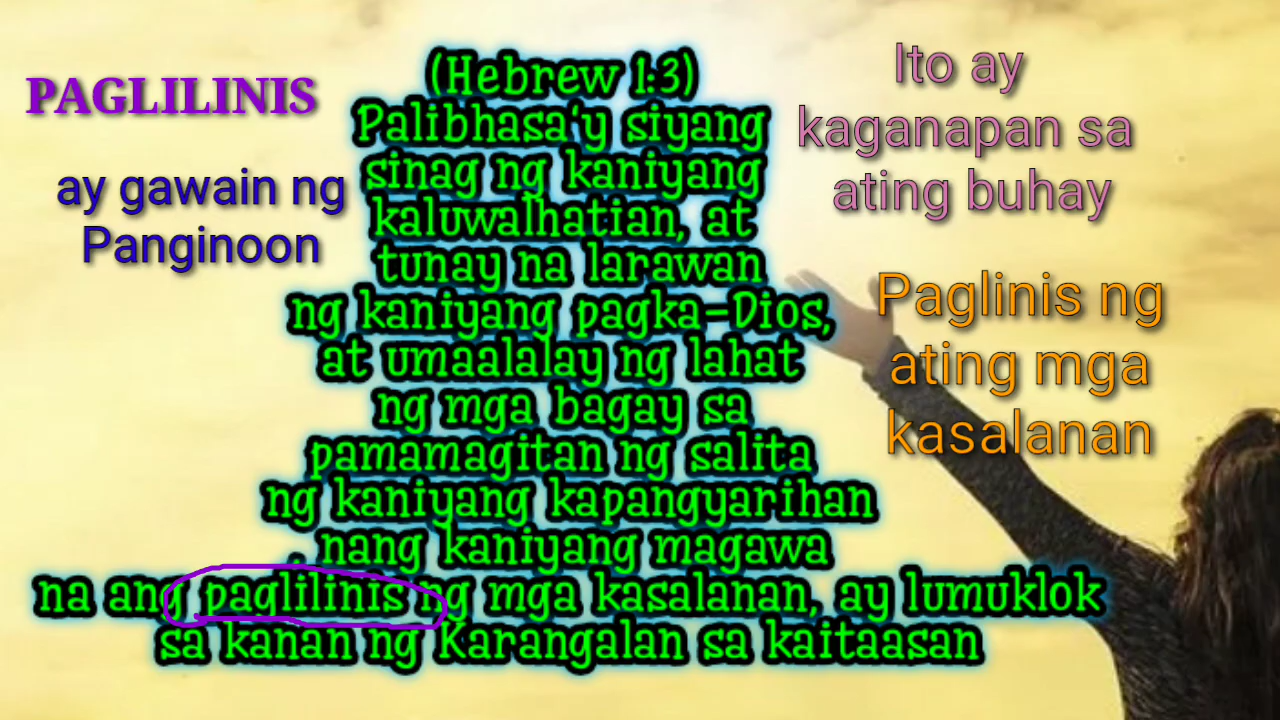 PAGLILINIS
ay gawain ng
Panginoon
(Hebrew 1:3)
Palibhasa'y siyang
sinag ng kaniyang
kaluwalhatian, at
tunay na larawan
ng kaniyang pagka-Dios,
at umaalalay ng lahat
ng mga bagay sa
pamamagitan ng salita
ng kaniyang kapangyarihan
, nang kaniyang magawa
na ang paglilinis ng mga kasalanan, ay lumuklok
sa kanan ng Karangalan sa kaitaasan
Ito ay
kaganapan sa
ating buhay
Paglinis ng
ating mga
kasalanan